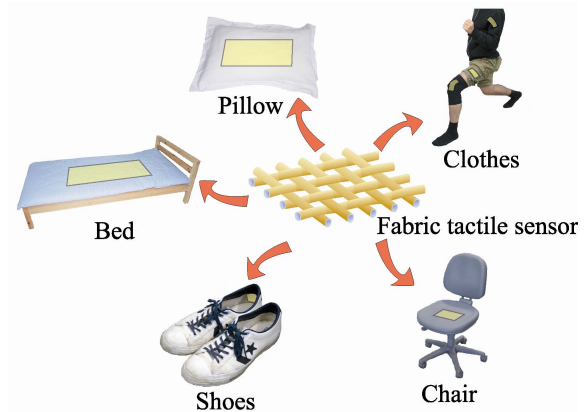 Pillow
Clothes
Bed
Fabric tactile sensor
Shoes
Chair